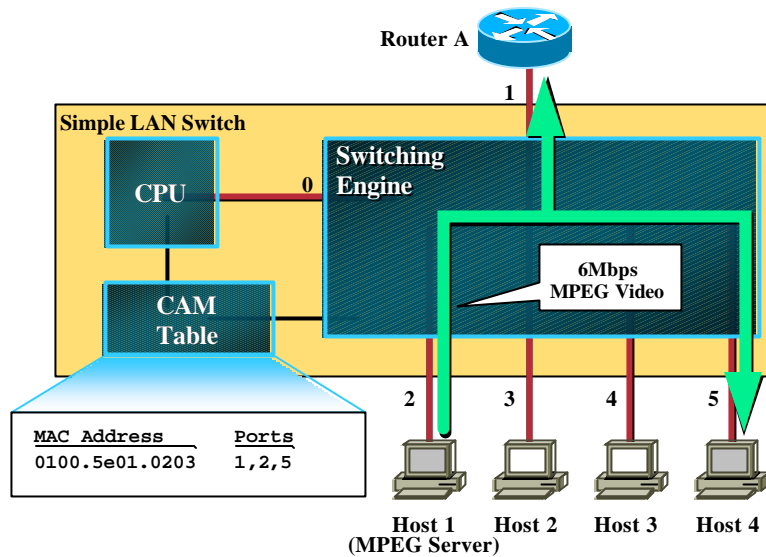 Router A
1
Simple LAN Switch
Switching
Engine
CPU
0
6Mbps
MPEG Video
CAM
Table
2
3
4
5
MAC Address Ports
0100.5e01.0203 1,2,5
Host 1
(MPEG Server)
Host 2
Host 3
Host 4